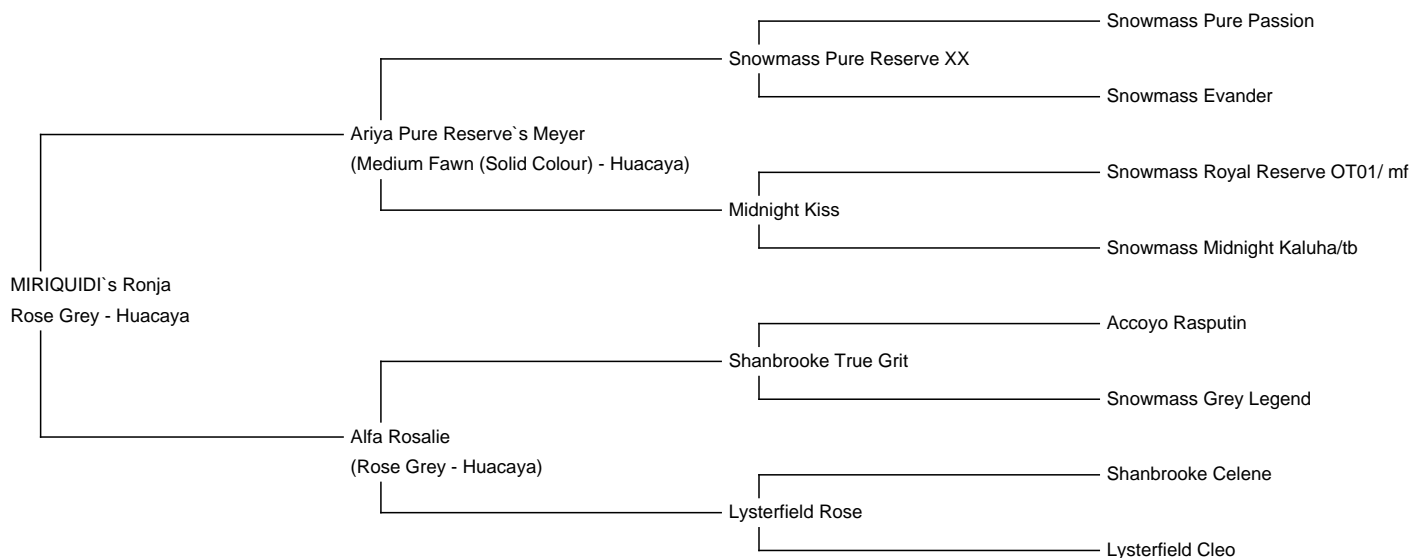 Snowmass Pure Passion
Snowmass Pure Reserve XX
Snowmass Evander
Ariya Pure Reserve`s Meyer
(Medium Fawn (Solid Colour) - Huacaya)
Snowmass Royal Reserve OT01/ mf
Midnight Kiss
Snowmass Midnight Kaluha/tb
MIRIQUIDI`s Ronja
Rose Grey - Huacaya
Accoyo Rasputin
Shanbrooke True Grit
Snowmass Grey Legend
Alfa Rosalie
(Rose Grey - Huacaya)
Shanbrooke Celene
Lysterfield Rose
Lysterfield Cleo